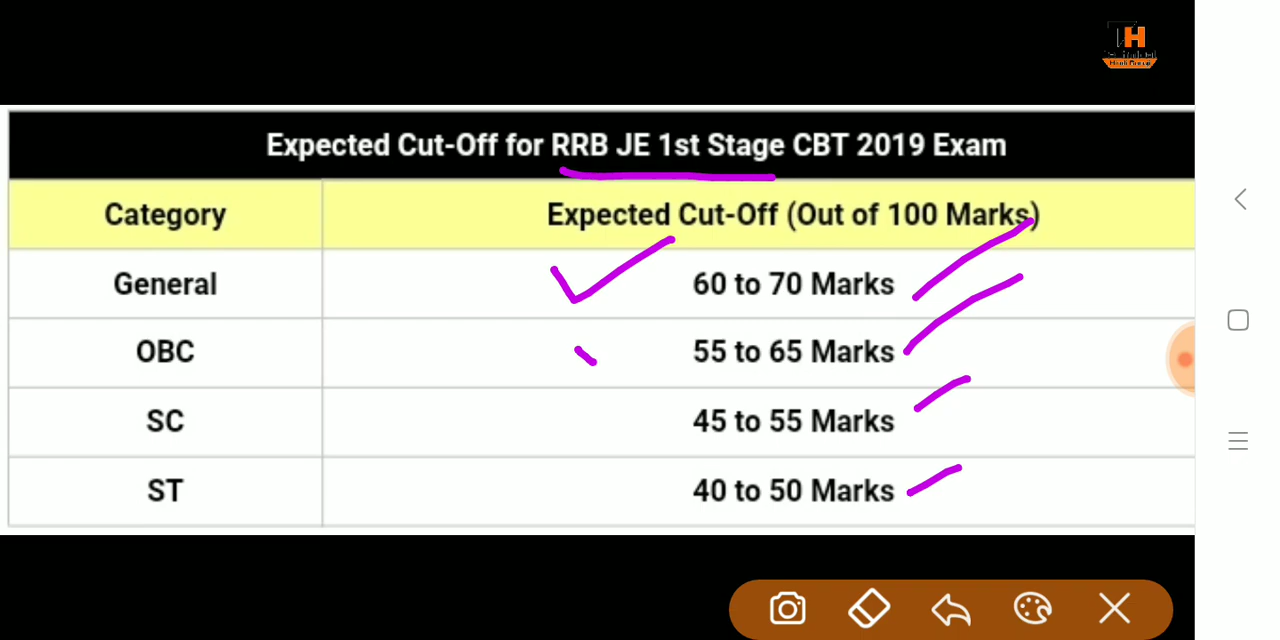 TH
Expected Cut-Off for RRB JE 1st Stage CBT 2019 Exam
Category Expected Cut-Off (Out of 100 Marks)
General 60 to 70 Marks
OBC 55 to 65 Marks
SC 45 to 55 Marks
ST 40 to 50 Marks